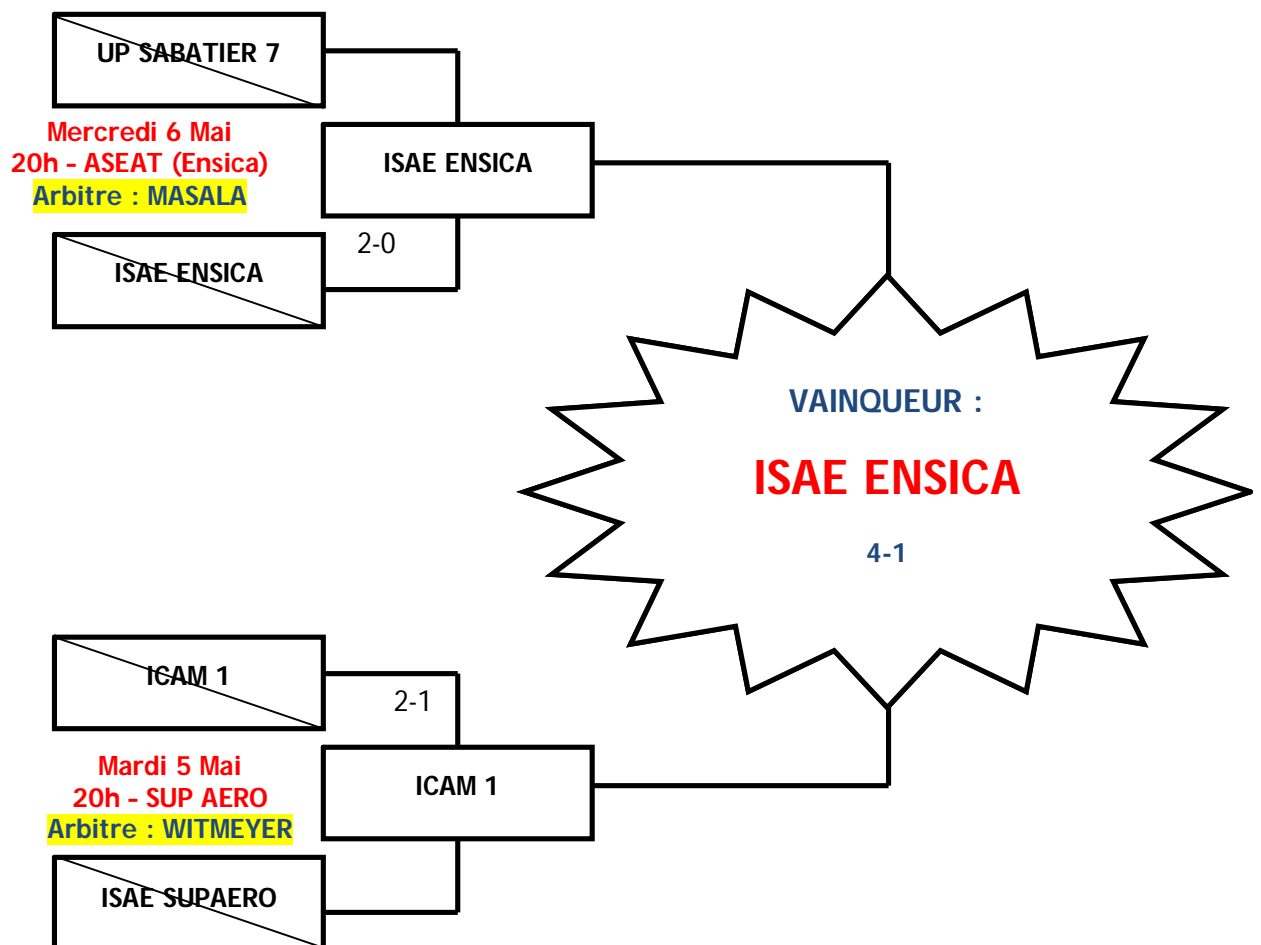 UP SABATIER 7
Mercredi 6 Mai
20h - ASEAT (Ensica)
Arbitre : MASALA
ISAE ENSICA
2-0
ISAE ENSICA
VAINQUEUR :
ISAE ENSICA
4-1
ICAM 1
2-1
Mardi 5 Mai
20h - SUP AERO
Arbitre : WITMEYER
ICAM 1
ISAE SUPAERO